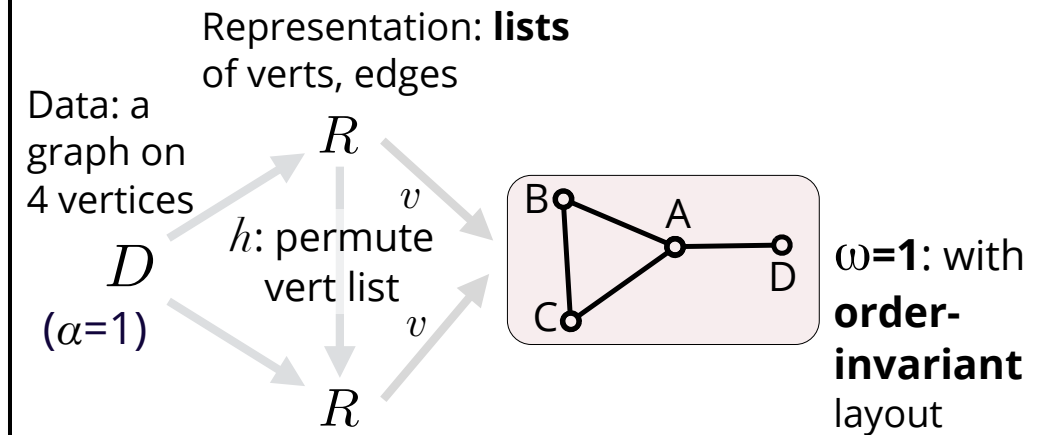 Representation: lists
of verts, edges
Data: a
graph on
4 vertices
R
v
B
A
h: permute
vert list
D
D
ω=1: with
order-
invariant
layout
(α=1)
v
C
R